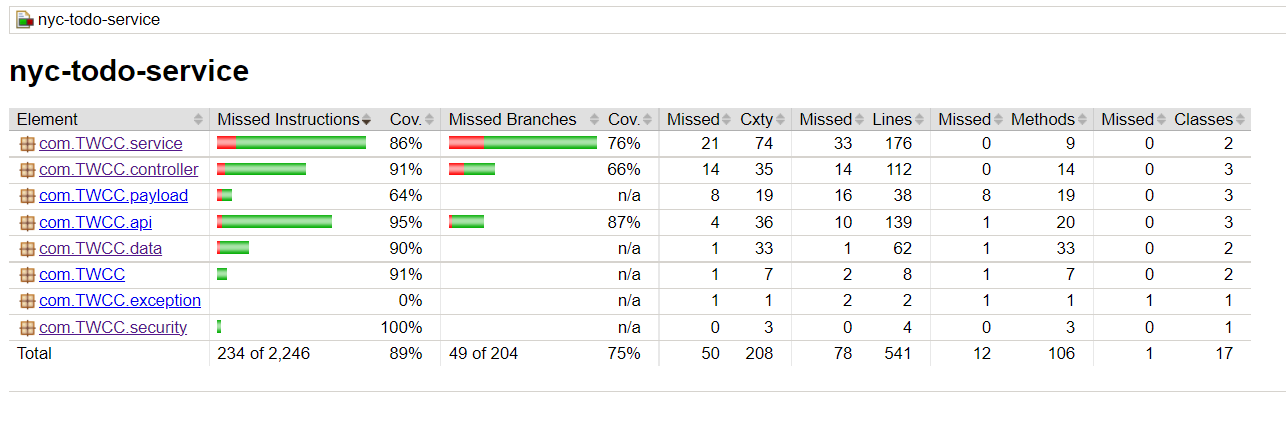 nyc-todo-service
nyc-todo-service
Element Missed Instructions Cov. Missed Branches Cov. Missed Cxty Missed Lines Missed Methods Missed Classes
com.TWCC.service 86% 76% 21 74 33 176 0 9 0 2
com.TWCC.controller 91% 66% 14 35 14 112 0 14 0 3
com.TWCC.payload 64% n/a 8 19 16 38 8 19 0 3
com.TWCC.api 95% 87% 4 36 10 139 1 20 0 3
com.TWCC.data 90% n/a 1 33 1 62 1 33 0 2
com.TWCC 91% n/a 1 7 2 8 1 7 0 2
com.TWCC.exception 0% n/a 1 1 2 2 1 1 1 1
com.TWCC.security 100% n/a 0 3 0 4 0 3 0 1
Total 234 of 2,246 89% 49 of 204 75% 50 208 78 541 12 106 1 17